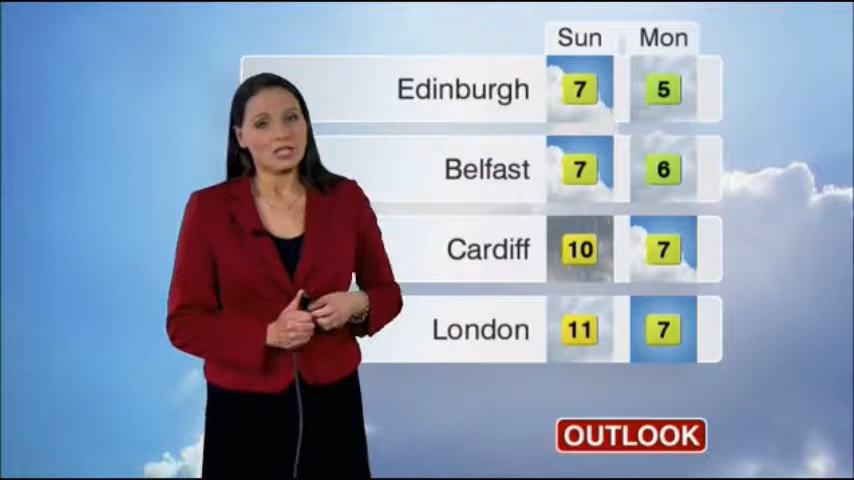 Sun Mon
Edinburgh 7 5
Belfast 7 6
Cardiff 10 7
London 11 7
OUTLOOK